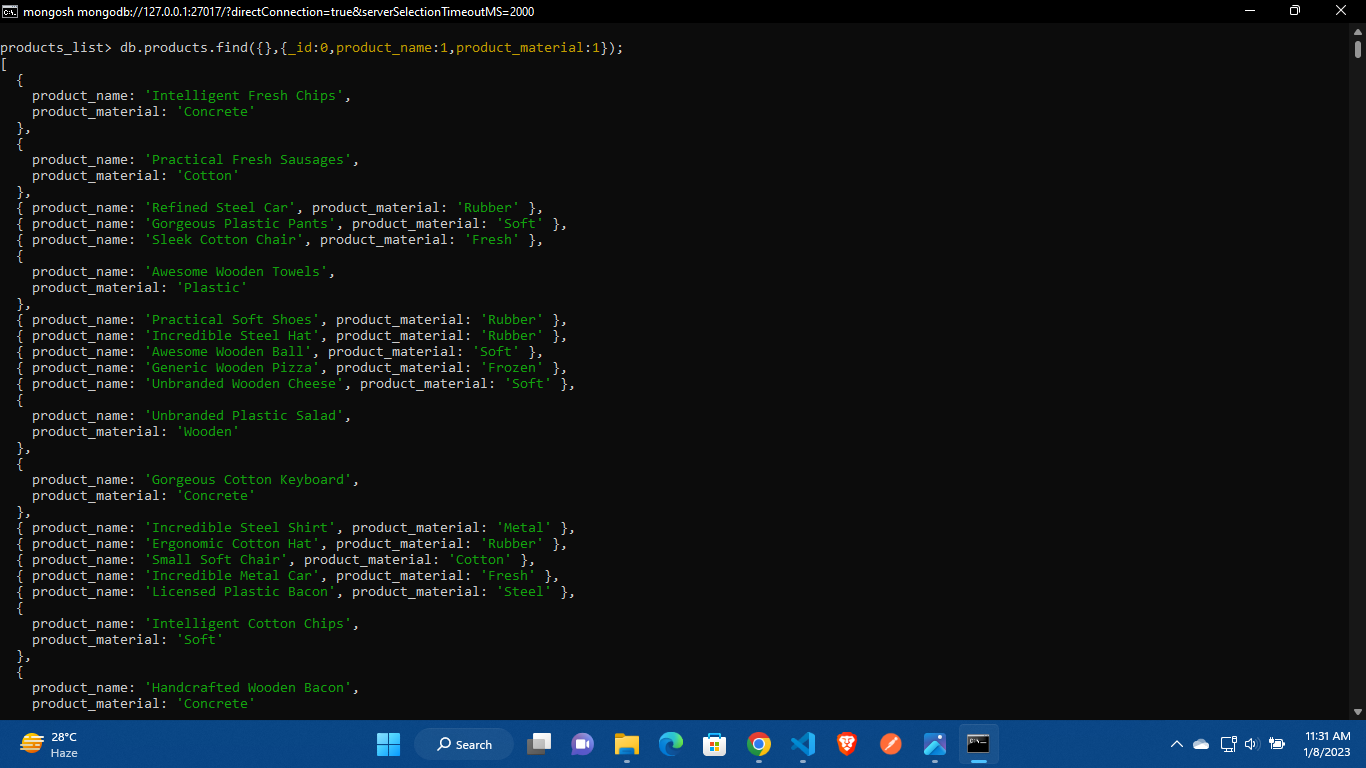 mongosh mongodb://127.0.0.1:27017/?directConnection=true&serverSelectionTimeoutMS=2000
products_list> db.products.find({},{_id:0,product_name:1,product_material:1});
[
  {
    product_name: 'Intelligent Fresh Chips',
    product_material: 'Concrete'
  },
  {
    product_name: 'Practical Fresh Sausages',
    product_material: 'Cotton'
  },
  { product_name: 'Refined Steel Car', product_material: 'Rubber' },
  { product_name: 'Gorgeous Plastic Pants', product_material: 'Soft' },
  { product_name: 'Sleek Cotton Chair', product_material: 'Fresh' },
  {
    product_name: 'Awesome Wooden Towels',
    product_material: 'Plastic'
  },
  { product_name: 'Practical Soft Shoes', product_material: 'Rubber' },
  { product_name: 'Incredible Steel Hat', product_material: 'Rubber' },
  { product_name: 'Awesome Wooden Ball', product_material: 'Soft' },
  { product_name: 'Generic Wooden Pizza', product_material: 'Frozen' },
  { product_name: 'Unbranded Wooden Cheese', product_material: 'Soft' },
  {
    product_name: 'Unbranded Plastic Salad',
    product_material: 'Wooden'
  },
  {
    product_name: 'Gorgeous Cotton Keyboard',
    product_material: 'Concrete'
  },
  { product_name: 'Incredible Steel Shirt', product_material: 'Metal' },
  { product_name: 'Ergonomic Cotton Hat', product_material: 'Rubber' },
  { product_name: 'Small Soft Chair', product_material: 'Cotton' },
  { product_name: 'Incredible Metal Car', product_material: 'Fresh' },
  { product_name: 'Licensed Plastic Bacon', product_material: 'Steel' },
  {
    product_name: 'Intelligent Cotton Chips',
    product_material: 'Soft'
  },
  {
    product_name: 'Handcrafted Wooden Bacon',
    product_material: 'Concrete'
28°C
Haze
Search
11:31 AM
1/8/2023